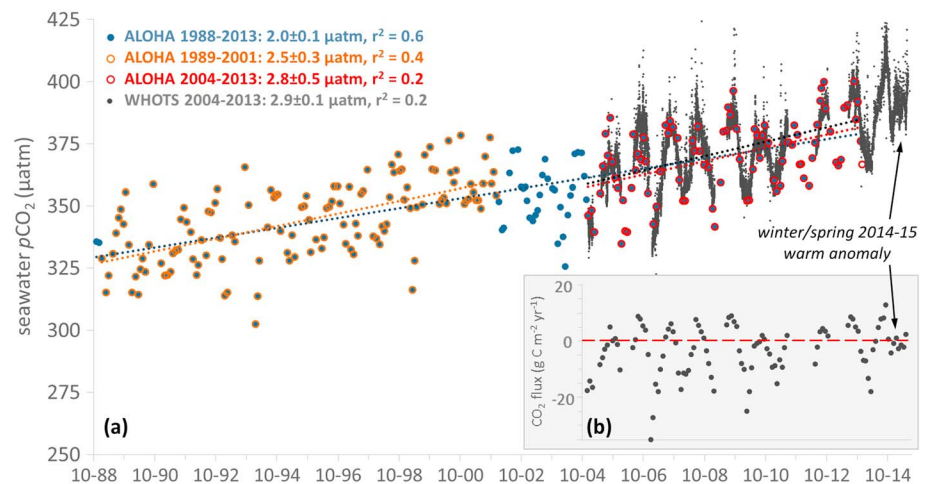 425
400
375
350
325
300
275
250
seawater pCO₂ (µatm)
ALOHA 1988-2013: 2.0±0.1 µatm, r² = 0.6
ALOHA 1989-2001: 2.5±0.3 µatm, r² = 0.4
ALOHA 2004-2013: 2.8±0.5 µatm, r² = 0.2
WHOTS 2004-2013: 2.9±0.1 µatm, r² = 0.2
winter/spring 2014-15
warm anomaly
20
0
-20
CO₂ flux (g C m⁻² yr⁻¹)
(a)
(b)
10-88 10-90 10-92 10-94 10-96 10-98 10-00 10-02 10-04 10-06 10-08 10-10 10-12 10-14